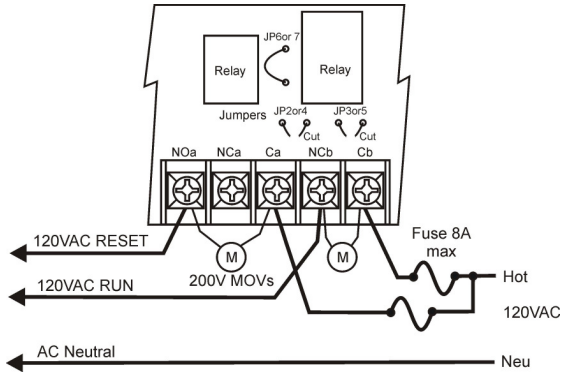 JP6or 7
Relay
Relay
Jumpers
JP2or4
JP3or5
Cut
Cut
NOa
NCa
Ca
NCb
Cb
120VAC RESET
M
M
Fuse 8A
max
200V MOVs
120VAC RUN
Hot
120VAC
AC Neutral
Neu